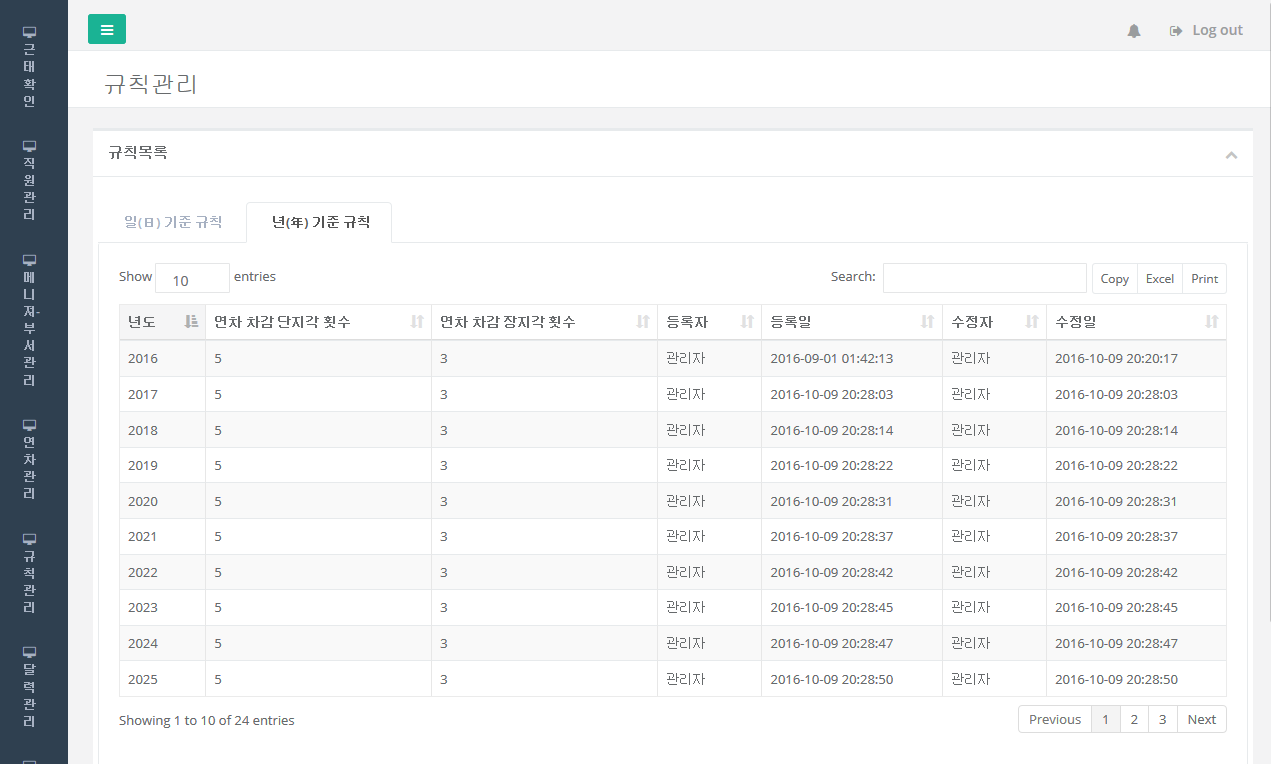 Log out
근태확인
직원관리
메니져-부서관리
연차관리
규칙관리
달력관리
규칙관리
규칙목록
일(日) 기준 규칙 년(年) 기준 규칙
Show 10 entries Search: Copy Excel Print
년도 연차 차감 단지각 횟수 연차 차감 장지각 횟수 등록자 등록일 수정자 수정일
2016 5 3 관리자 2016-09-01 01:42:13 관리자 2016-10-09 20:20:17
2017 5 3 관리자 2016-10-09 20:28:03 관리자 2016-10-09 20:28:03
2018 5 3 관리자 2016-10-09 20:28:14 관리자 2016-10-09 20:28:14
2019 5 3 관리자 2016-10-09 20:28:22 관리자 2016-10-09 20:28:22
2020 5 3 관리자 2016-10-09 20:28:31 관리자 2016-10-09 20:28:31
2021 5 3 관리자 2016-10-09 20:28:37 관리자 2016-10-09 20:28:37
2022 5 3 관리자 2016-10-09 20:28:42 관리자 2016-10-09 20:28:42
2023 5 3 관리자 2016-10-09 20:28:45 관리자 2016-10-09 20:28:45
2024 5 3 관리자 2016-10-09 20:28:47 관리자 2016-10-09 20:28:47
2025 5 3 관리자 2016-10-09 20:28:50 관리자 2016-10-09 20:28:50
Showing 1 to 10 of 24 entries Previous 1 2 3 Next